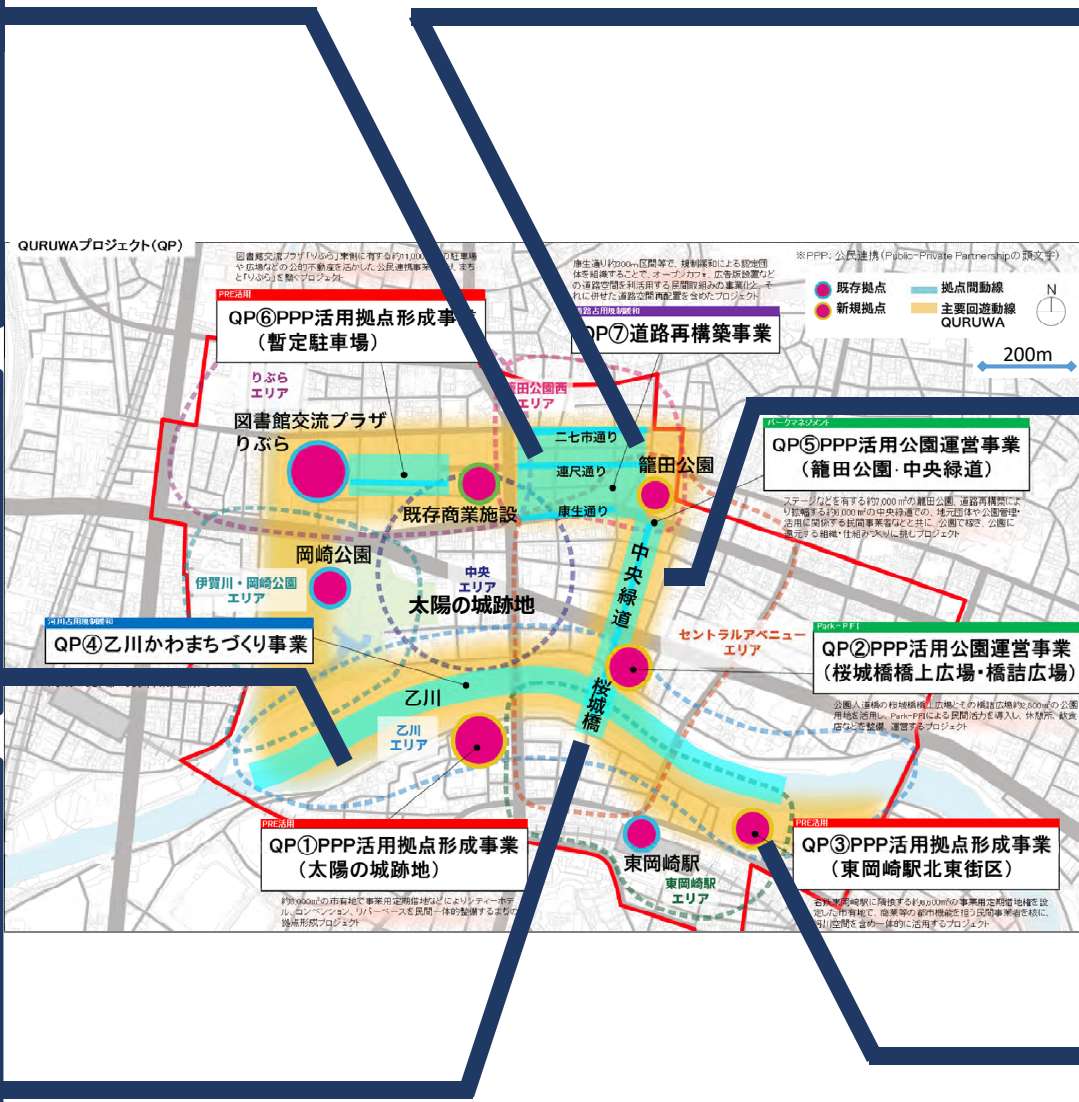 QURUWAプロジェクト(QP)
図書館交流プラザ「りぶら」東側に有する約11,000
の駐車場
や広場などの公的不動産を活かした公民連携事業
まち
と「りぶら」を繋ぐプロジェクト
PRE活用
QP⑥PPP活用拠点形成事業
(暫定駐車場)
康生通り約300m区間等で、規制緩和による認定団
体を組織することで、オープンカフェ、広告版設置など
の道路空間を利活用する民間取組みの事業化と、そ
れに併せた道路空間再配置を含めたプロジェクト
道路占用規制緩和
QP⑦道路再構築事業
※PPP: 公民連携(Public-Private Partnershipの頭文字)
既存拠点
新規拠点
拠点間動線
主要回遊動線
QURUWA
N
200m
りぶら
エリア
籠田公園西
エリア
図書館交流プラザ
りぶら
二七市通り
連尺通り
康生通り
籠田公園
既存商業施設
パークマネジメント
QP⑤PPP活用公園運営事業
(籠田公園・中央緑道)
ステージなどを有する約7,000㎡の籠田公園、道路再構築によ
り拡幅する約6,000㎡の中央緑道での、地元団体や公園管理・
活用に関係する民間事業者などと共に、公園で稼ぎ、公園に
還元する組織・仕組みづくりに挑むプロジェクト
岡崎公園
伊賀川・岡崎公園
エリア
中央
エリア
太陽の城跡地
中央緑道
セントラルアベニュー
エリア
河川占用規制緩和
QP④乙川かわまちづくり事業
Park-PFI
QP②PPP活用公園運営事業
(桜城橋橋上広場・橋詰広場)
公園人道橋の桜城橋橋上広場とその橋詰広場約2,600㎡の公園
用地を活用し、Park-PFIによる民間活力を導入し、休憩所、飲食
店などを整備、運営するプロジェクト
乙川
桜城橋
乙川
エリア
PRE活用
QP①PPP活用拠点形成事業
(太陽の城跡地)
の市有地で事業用定期借地などによりシティーホテ
ル、コンベンション、リバーベースを民間一体的整備するまちの
拠点形成プロジェクト
東岡崎駅
東岡崎駅
エリア
PRE活用
QP③PPP活用拠点形成事業
(東岡崎駅北東街区)
名鉄東岡崎駅に隣接する
の事業用定期借地権を設
定した市有地で、商業等の都市機能を担う民間事業者を核に、
河川空間を含め一体的に活用するプロジェクト